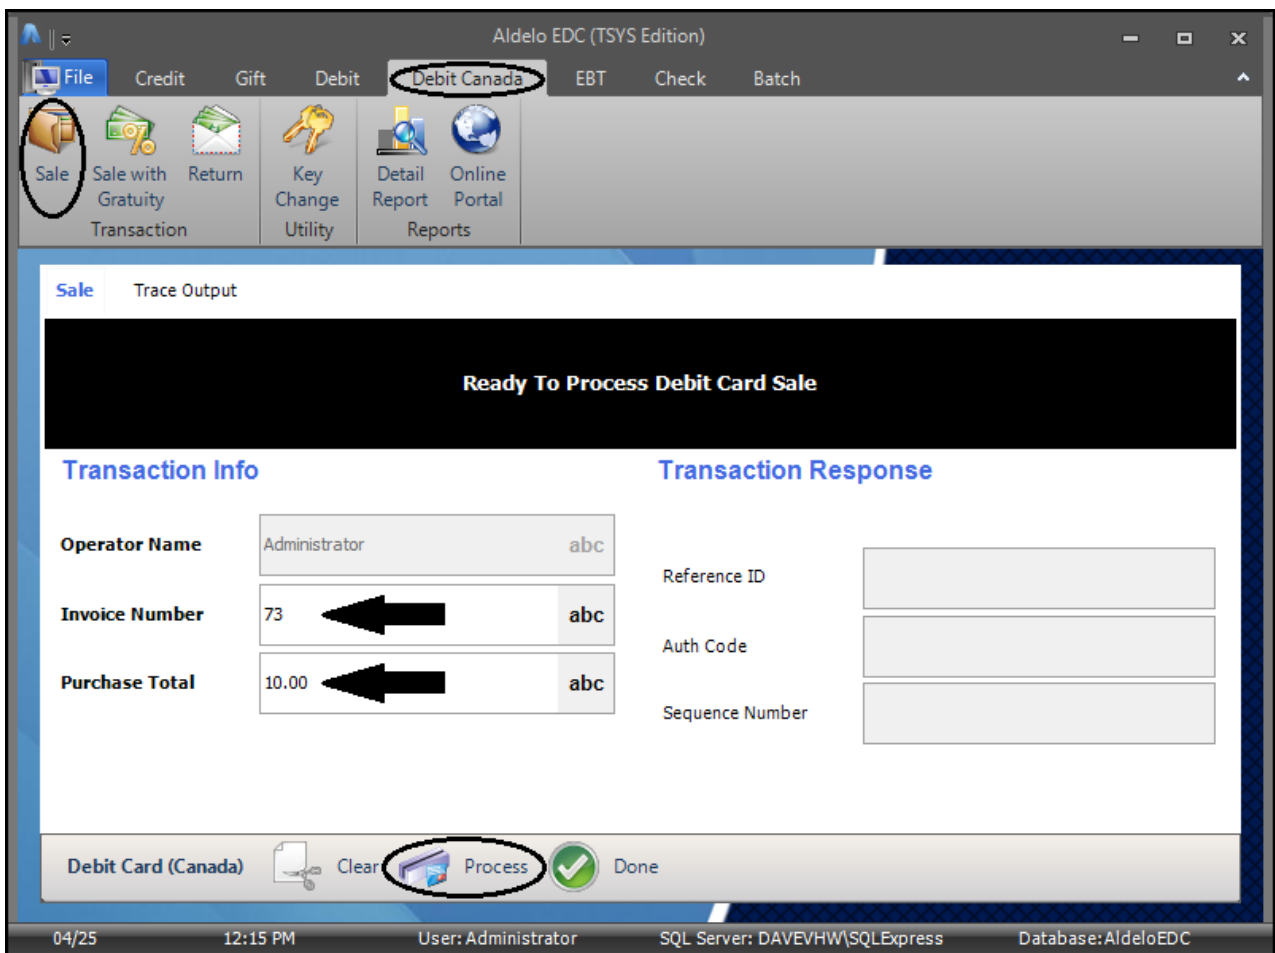 Aldelo EDC (TSYS Edition)
File Credit Gift Debit Debit Canada EBT Check Batch
Sale
Sale with Gratuity
Return
Key Change
Detail Report
Online Portal
Transaction Utility Reports
Sale Trace Output
Ready To Process Debit Card Sale
Transaction Info
Operator Name Administrator abc
Invoice Number 73 abc
Purchase Total 10.00 abc
Transaction Response
Reference ID
Auth Code
Sequence Number
Debit Card (Canada) Clear Process Done
04/25 12:15 PM User: Administrator SQL Server: DAVEVHW\SQLExpress Database:AldeloEDC